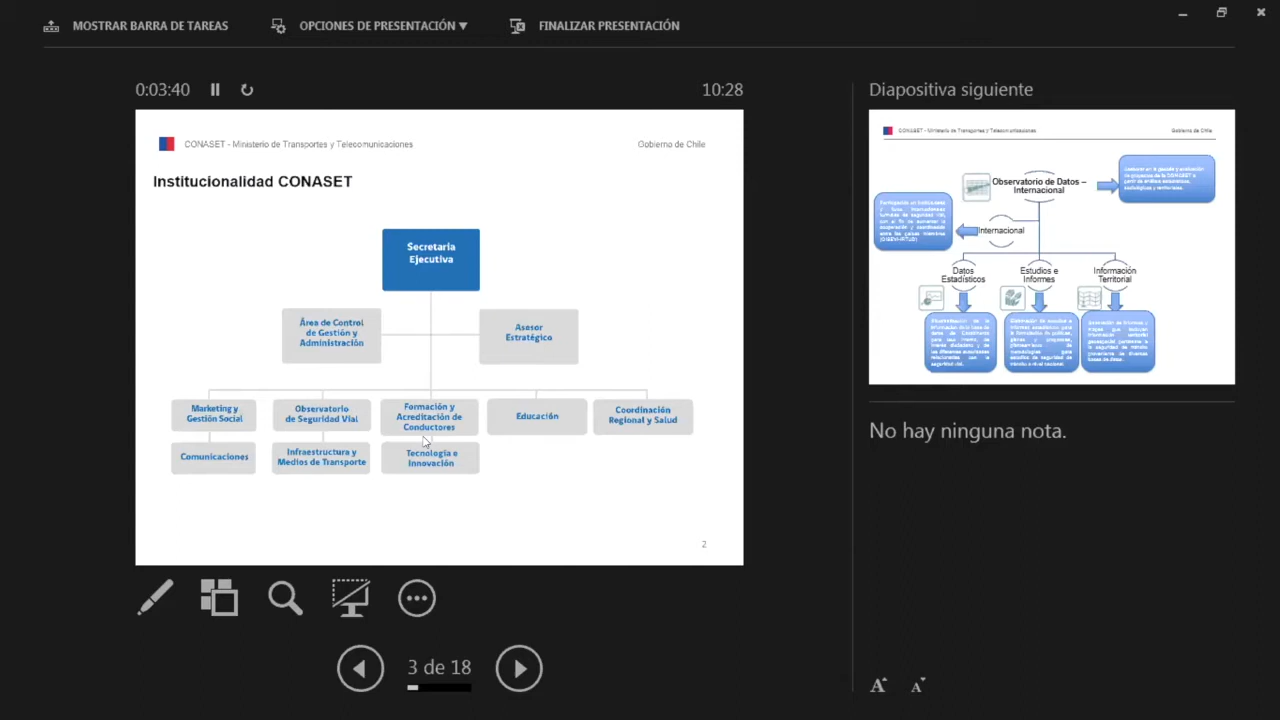 MOSTRAR BARRA DE TAREAS
OPCIONES DE PRESENTACIÓN ▼
FINALIZAR PRESENTACIÓN
0:03:40
10:28
CONASET - Ministerio de Transportes y Telecomunicaciones
Gobierno de Chile
Institucionalidad CONASET
Secretaria
Ejecutiva
Área de Control
de Gestión y
Administración
Asesor
Estratégico
Marketing y
Gestión Social
Observatorio
de Seguridad Vial
Formación y
Acreditación de
Conductores
Educación
Coordinación
Regional y Salud
Comunicaciones
Infraestructura y
Medios de Transporte
Tecnología e
Innovación
2
3 de 18
Diapositiva siguiente
CONASET - Ministerio de Transportes y Telecomunicaciones
Gobierno de Chile
Observatorio de Datos –
Internacional
Internacional
Datos
Estadísticos
Estudios e
Informes
Información
Territorial
No hay ninguna nota.
A A